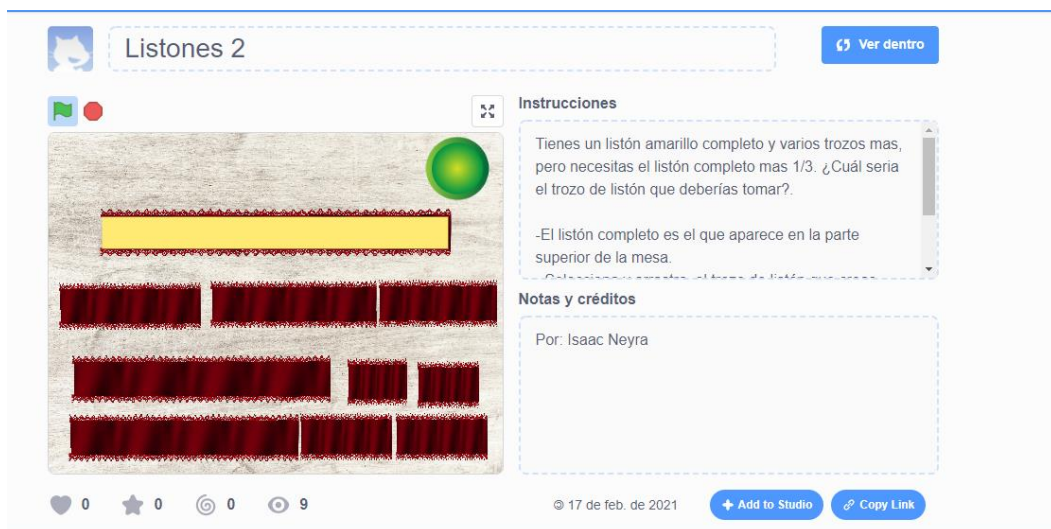 Listones 2
Ver dentro
Instrucciones
Tienes un listón amarillo completo y varios trozos mas,
pero necesitas el listón completo mas 1/3. ¿Cuál seria
el trozo de listón que deberías tomar?.
-El listón completo es el que aparece en la parte
superior de la mesa.
Notas y créditos
Por: Isaac Neyra
0
0
0
9
© 17 de feb. de 2021
Add to Studio
Copy Link